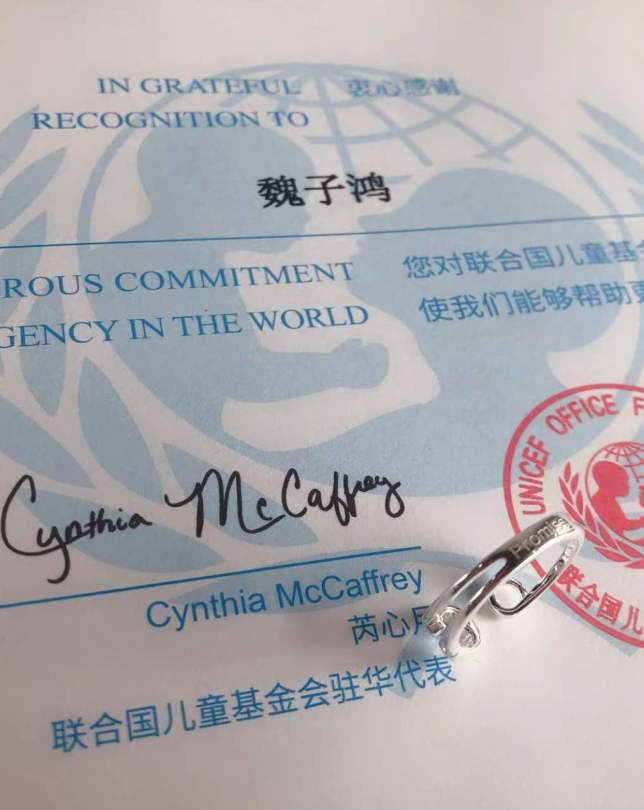 IN GRATEFUL
RECOGNITION TO
衷心感谢
魏子鸿
ROUS COMMITMENT
GENCY IN THE WORLD
您对联合国儿童基
使我们能够帮助更
Cynthia McCaffrey
Cynthia McCaffrey
芮心月
联合国儿童基金会驻华代表
UNICEF OFFICE F
联合国儿
Promise